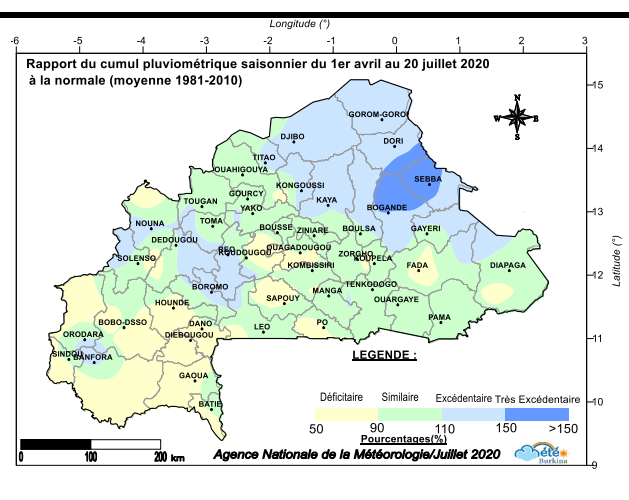 Longitude (°)
-6 -5 -4 -3 -2 -1 0 1 2 3
Rapport du cumul pluviométrique saisonnier du 1er avril au 20 juillet 2020
à la normale (moyenne 1981-2010)
15
N
W E
S
GOROM-GOROM
DJIBO
DORI
14
TITAO
OUAHIGOUYA
SEBBA
KONGOUSSI
GOURCY
TOUGAN
KAYA
YAKO
BOGANDE
13
NOUNA
TOMA
BOUSSE
ZINIARE
BOULSA
GAYERI
DEDOUGOU
REO
KOUDOUGOU
OUAGADOUGOU
ZORGHO
Latitude (°)
SOLENSO
KOMBISSIRI
KOUPELA
FADA
DIAPAGA
12
BOROMO
TENKODOGO
MANGA
HOUNDE
SAPOUY
OUARGAYE
BOBO-DSSO
DANO
LEO
PO
PAMA
ORODARA
DIEBOUGOU
11
SINDOU
BANFORA
LEGENDE :
GAOUA
BATIE
Déficitaire Similaire Excédentaire Très Excédentaire
10
50 90 110 150 >150
Pourcentages(%)
0 100 200 km
Agence Nationale de la Météorologie/Juillet 2020
météo
Burkina
9